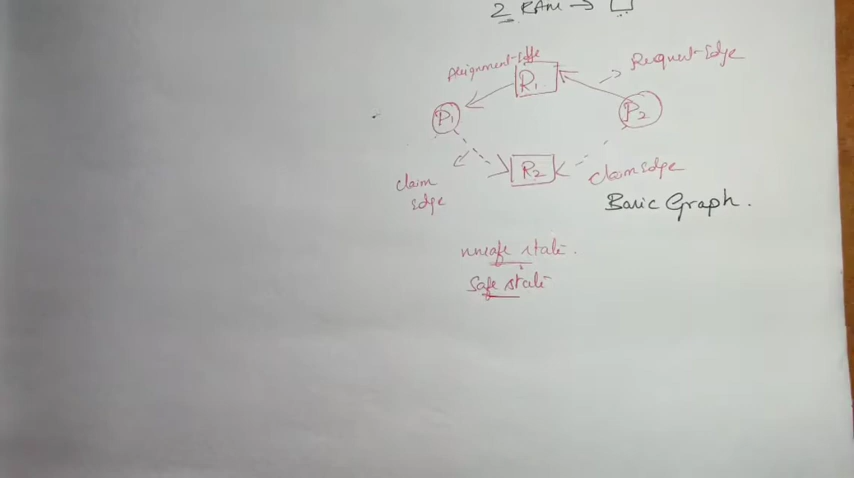 2 RAM →
Assignment-Edge
Request-Edge
R1
P1
P2
R2
Claim
Edge
Claim Edge
Basic Graph.
unsafe state.
Safe state